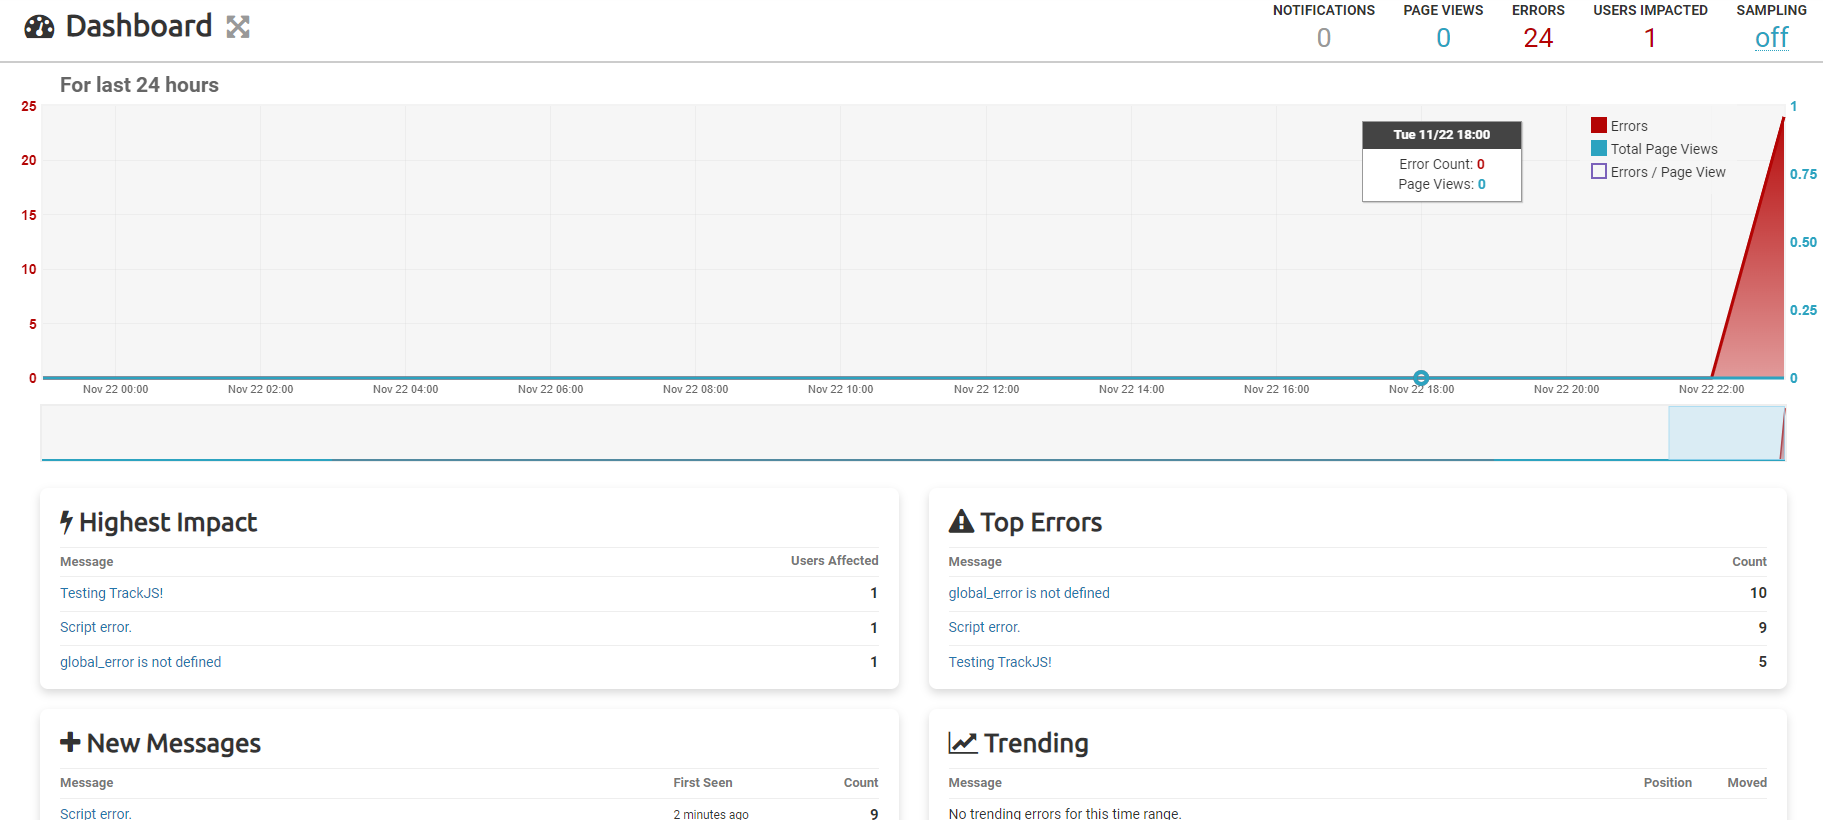 Dashboard
NOTIFICATIONS PAGE VIEWS ERRORS USERS IMPACTED SAMPLING
0 0 24 1 off
For last 24 hours
25
20
15
10
5
0
1
0.75
0.50
0.25
0
Tue 11/22 18:00
Error Count: 0
Page Views: 0
Errors
Total Page Views
Errors / Page View
Nov 22 00:00 Nov 22 02:00 Nov 22 04:00 Nov 22 06:00 Nov 22 08:00 Nov 22 10:00 Nov 22 12:00 Nov 22 14:00 Nov 22 16:00 Nov 22 18:00 Nov 22 20:00 Nov 22 22:00
Highest Impact
Message Users Affected
Testing TrackJS! 1
Script error. 1
global_error is not defined 1
Top Errors
Message Count
global_error is not defined 10
Script error. 9
Testing TrackJS! 5
New Messages
Message First Seen Count
Script error. 2 minutes ago 9
Trending
Message Position Moved
No trending errors for this time range.